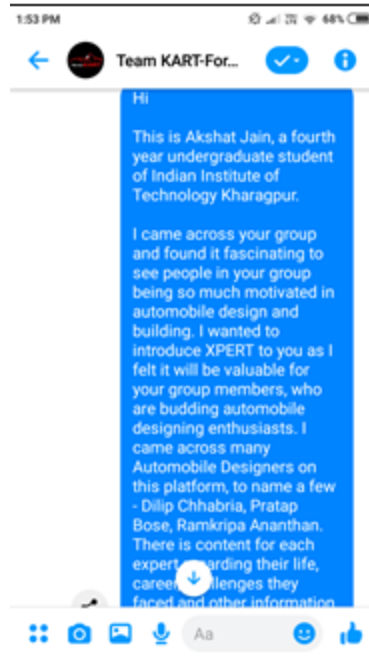 1:53 PM
68%
Team KART-For...
Hi
This is Akshat Jain, a fourth
year undergraduate student
of Indian Institute of
Technology Kharagpur.
I came across your group
and found it fascinating to
see people in your group
being so much motivated in
automobile design and
building. I wanted to
introduce XPERT to you as I
felt it will be valuable for
your group members, who
are budding automobile
designing enthusiasts. I
came across many
Automobile Designers on
this platform, to name a few
- Dilip Chhabria, Pratap
Bose, Ramkripa Ananthan.
There is content for each
expert their life,
they
faced and other information
Aa